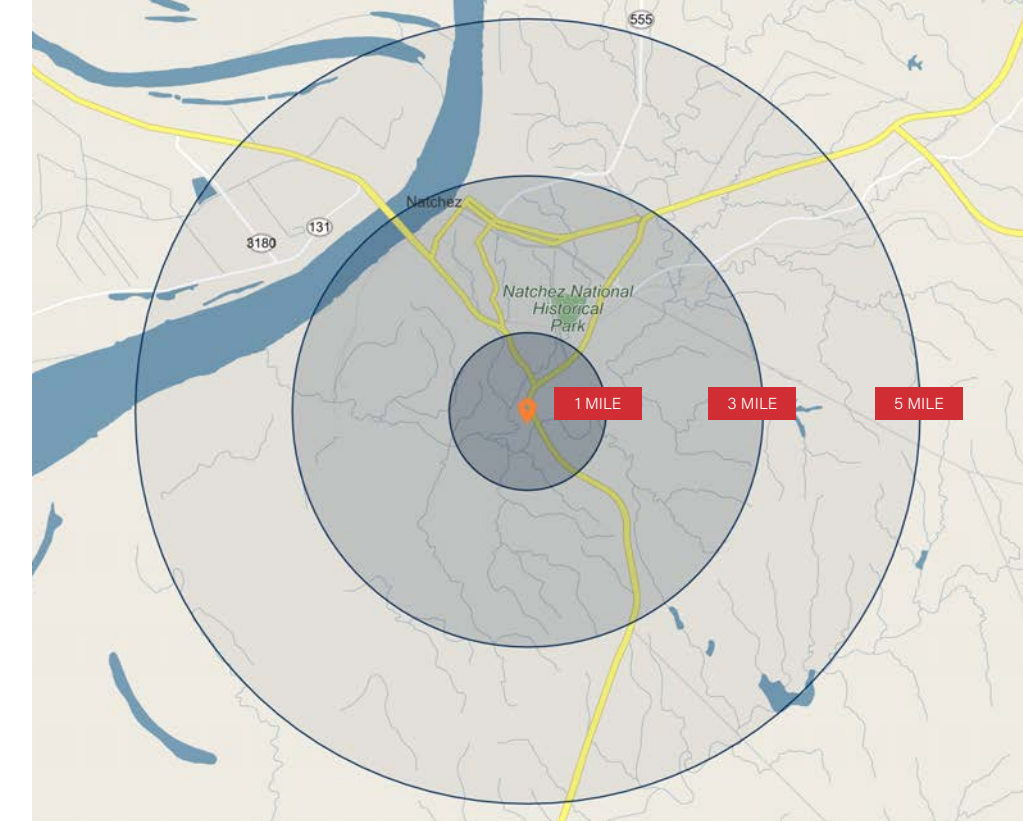 555
Natchez
131
3180
Natchez National
Historical
Park
1 MILE
3 MILE
5 MILE